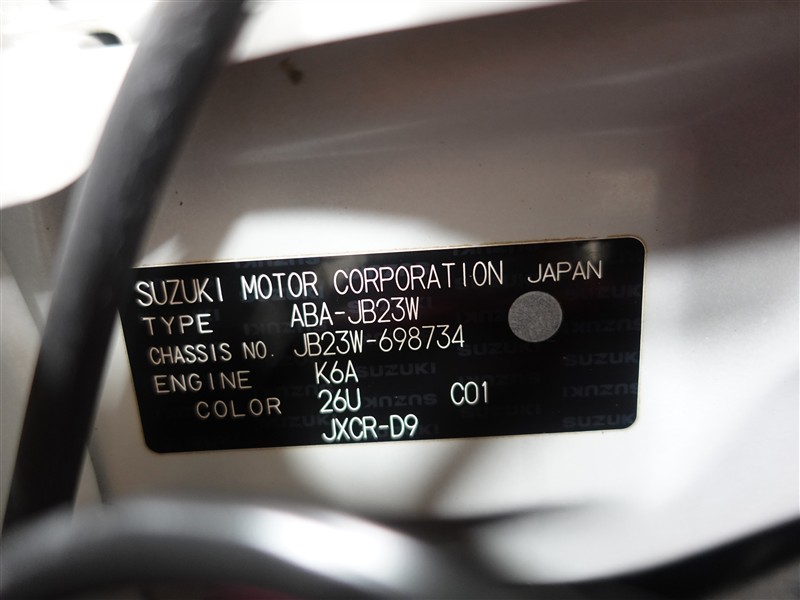 SUZUKI MOTOR CORPORATION JAPAN
TYPE ABA-JB23W
CHASSIS NO. JB23W-698734
ENGINE K6A
COLOR 26U C01
JXCR-D9